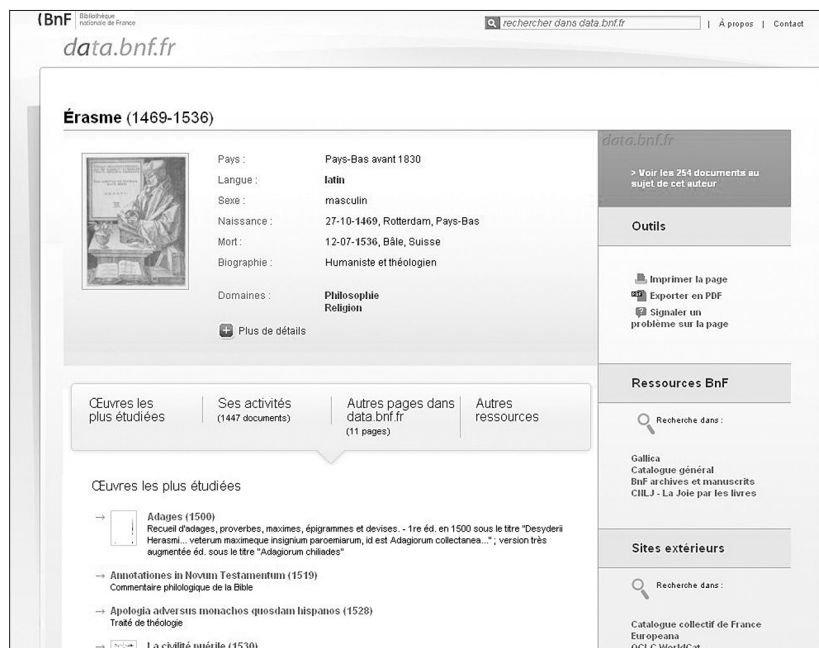 (BnF Bibliothèque
nationale de France
rechercher dans data.bnf.fr | À propos | Contact
data.bnf.fr
Érasme (1469-1536)
Pays : Pays-Bas avant 1830
Langue : latin
Sexe : masculin
Naissance : 27-10-1469, Rotterdam, Pays-Bas
Mort : 12-07-1536, Bâle, Suisse
Biographie : Humaniste et théologien
Domaines : Philosophie
Religion
Plus de détails
Œuvres les
plus étudiées
Ses activités
(1447 documents)
Autres pages dans
data.bnf.fr
(11 pages)
Autres
ressources
Œuvres les plus étudiées
→ Adages (1500)
Recueil d'adages, proverbes, maximes, épigrammes et devises. - 1re éd. en 1500 sous le titre "Desyderii
Herasmi... veterum maximeque insignium paroemiarum, id est Adagiorum collectanea..." ; version très
augmentée éd. sous le titre "Adagiorum chiliades"
→ Annotationes in Novum Testamentum (1519)
Commentaire philologique de la Bible
→ Apologia adversus monachos quosdam hispanos (1528)
Traité de théologie
→ La civilité puérile (1530)
data.bnf.fr
> Voir les 254 documents au
sujet de cet auteur
Outils
Imprimer la page
Exporter en PDF
Signaler un
problème sur la page
Ressources BnF
Recherche dans :
Gallica
Catalogue général
BnF archives et manuscrits
CNLJ - La Joie par les livres
Sites extérieurs
Recherche dans :
Catalogue collectif de France
Europeana
OCLC WorldCat